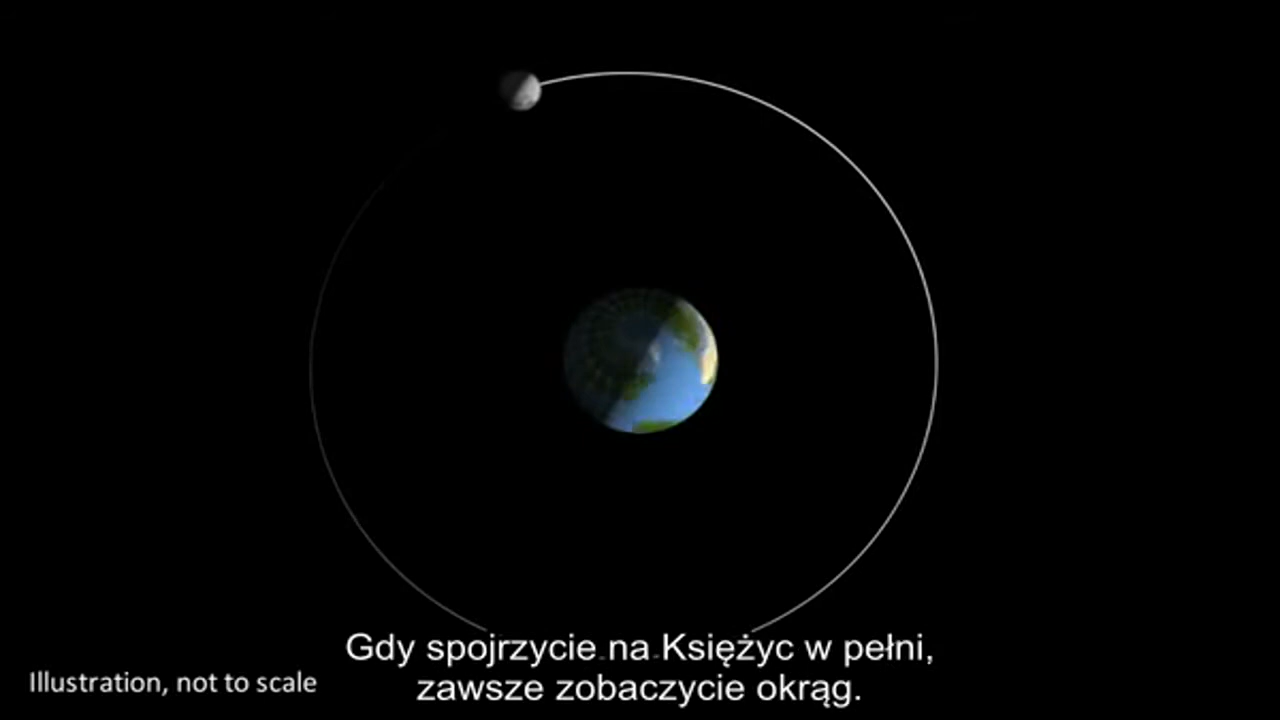 Gdy spojrzycie na Księżyc w pełni,
zawsze zobaczycie okrąg.
Illustration, not to scale